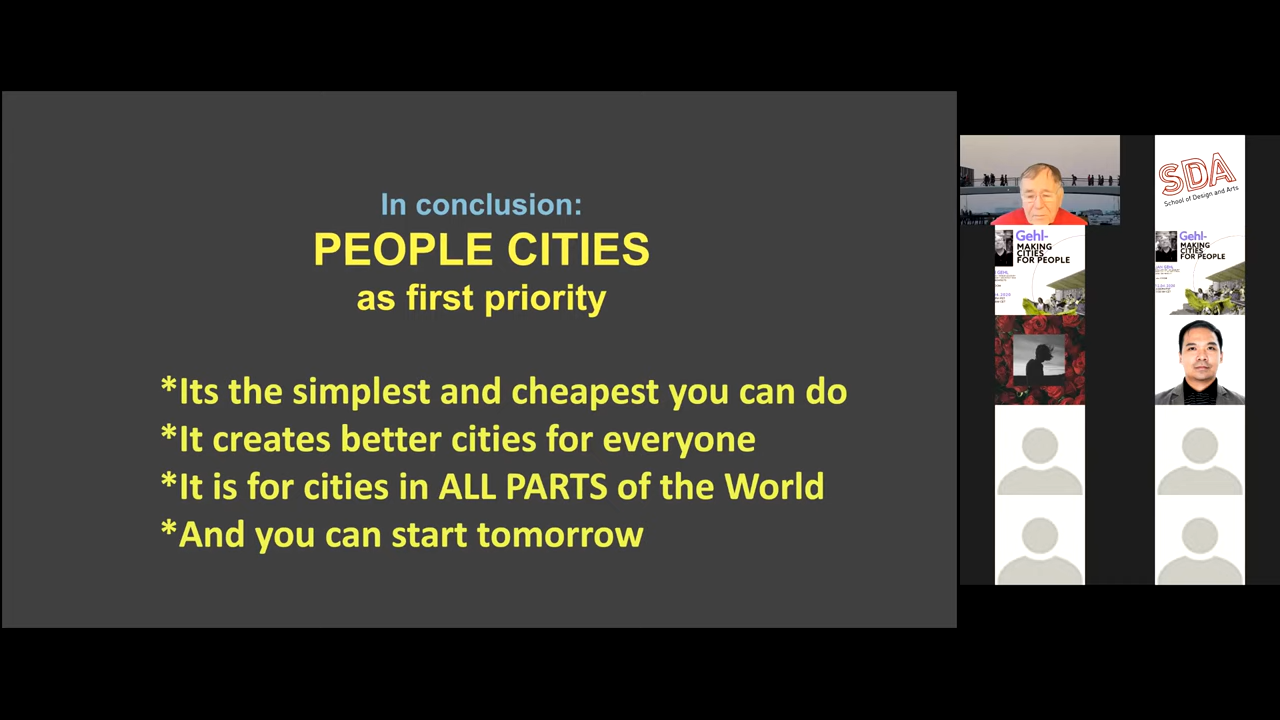 In conclusion:
PEOPLE CITIES
as first priority
*Its the simplest and cheapest you can do
*It creates better cities for everyone
*It is for cities in ALL PARTS of the World
*And you can start tomorrow
SDA
School of Design and Arts
Gehl-
MAKING
CITIES
FOR PEOPLE
Gehl-
MAKING
CITIES
FOR PEOPLE